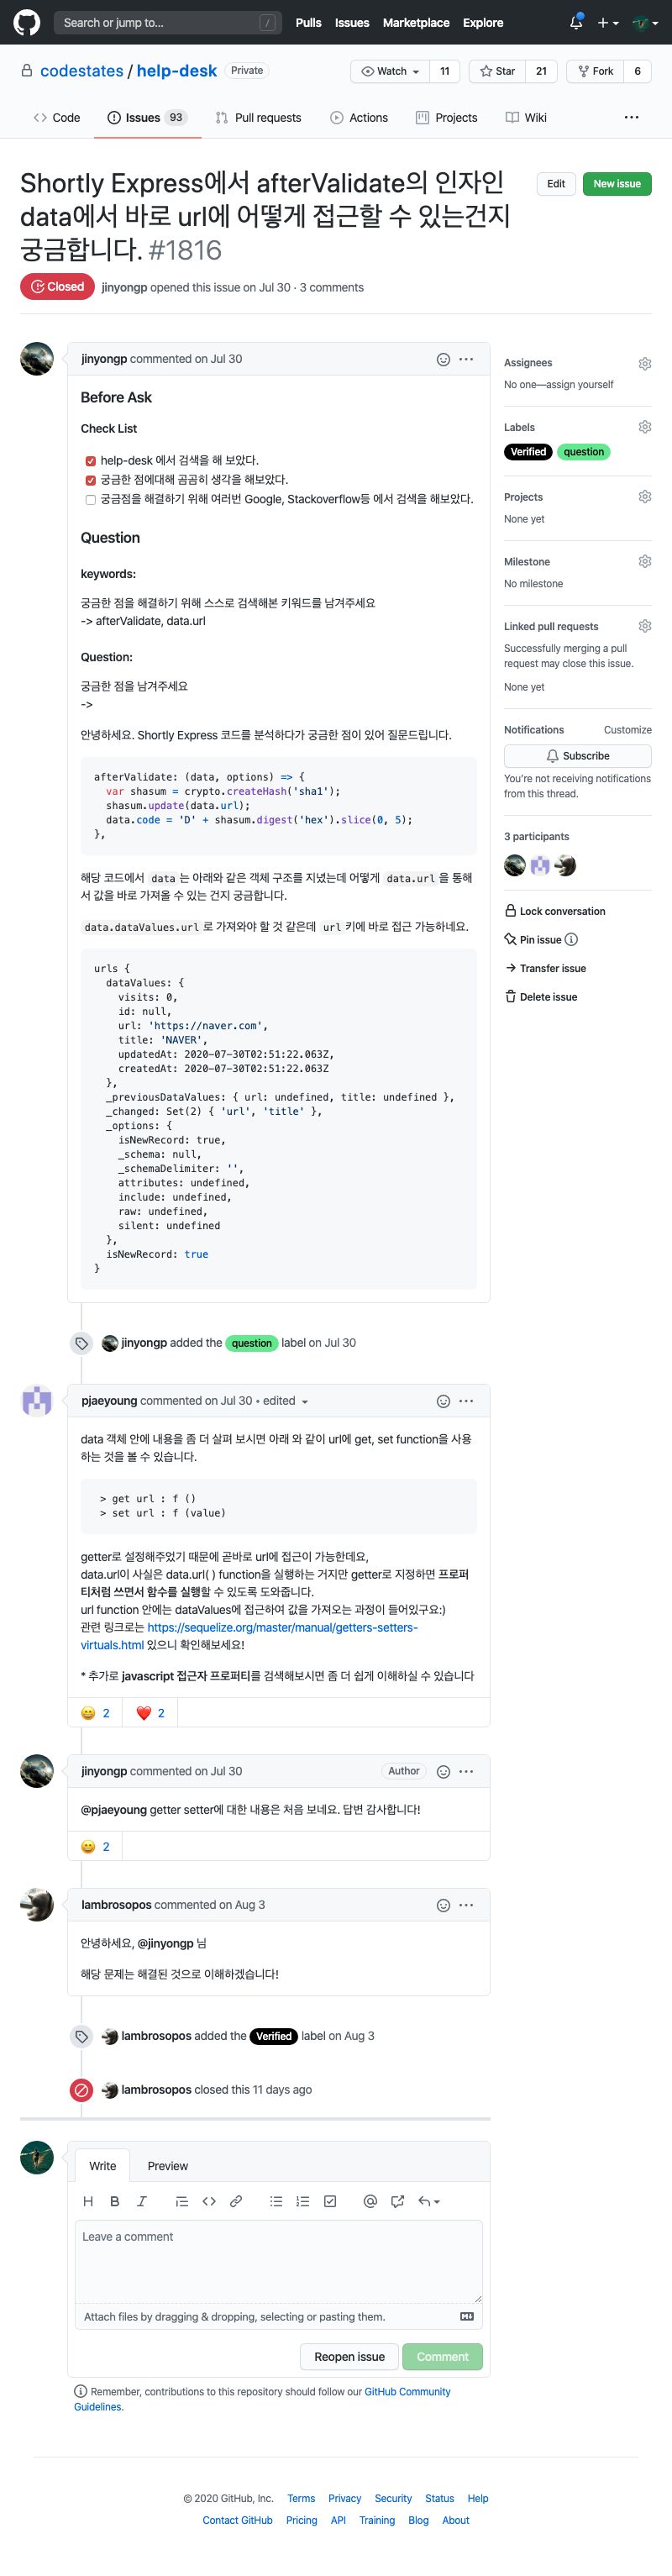 Search or jump to... /
Pulls Issues Marketplace Explore
codestates / help-desk Private
Watch 11 Star 21 Fork 6
Code Issues 93 Pull requests Actions Projects Wiki ...
Shortly Express에서 afterValidate의 인자인
data에서 바로 url에 어떻게 접근할 수 있는건지
궁금합니다. #1816
Edit New issue
Closed jinyongp opened this issue on Jul 30 · 3 comments
jinyongp commented on Jul 30
Before Ask
Check List
help-desk 에서 검색을 해 보았다.
궁금한 점에대해 곰곰히 생각을 해보았다.
궁금점을 해결하기 위해 여러번 Google, Stackoverflow등 에서 검색을 해보았다.
Question
keywords:
궁금한 점을 해결하기 위해 스스로 검색해본 키워드를 남겨주세요
-> afterValidate, data.url
Question:
궁금한 점을 남겨주세요
->
안녕하세요. Shortly Express 코드를 분석하다가 궁금한 점이 있어 질문드립니다.
afterValidate: (data, options) => {
var shasum = crypto.createHash('sha1');
shasum.update(data.url);
data.code = 'D' + shasum.digest('hex').slice(0, 5);
},
해당 코드에서 data 는 아래와 같은 객체 구조를 지녔는데 어떻게 data.url 을 통해
서 값을 바로 가져올 수 있는 건지 궁금합니다.
data.dataValues.url 로 가져와야 할 것 같은데 url 키에 바로 접근 가능하네요.
urls {
dataValues: {
visits: 0,
id: null,
url: 'https://naver.com',
title: 'NAVER',
updatedAt: 2020-07-30T02:51:22.063Z,
createdAt: 2020-07-30T02:51:22.063Z
},
_previousDataValues: { url: undefined, title: undefined },
_changed: Set(2) { 'url', 'title' },
_options: {
isNewRecord: true,
_schema: null,
_schemaDelimiter: '',
attributes: undefined,
include: undefined,
raw: undefined,
silent: undefined
},
isNewRecord: true
}
Assignees
No one—assign yourself
Labels
Verified question
Projects
None yet
Milestone
No milestone
Linked pull requests
Successfully merging a pull
request may close this issue.
None yet
Notifications Customize
Subscribe
You're not receiving notifications
from this thread.
3 participants
Lock conversation
Pin issue
Transfer issue
Delete issue
jinyongp added the question label on Jul 30
pjaeyoung commented on Jul 30 • edited
data 객체 안에 내용을 좀 더 살펴 보시면 아래 와 같이 url에 get, set function을 사용
하는 것을 볼 수 있습니다.
> get url : f ()
> set url : f (value)
getter로 설정해주었기 때문에 곧바로 url에 접근이 가능한데요,
data.url이 사실은 data.url( ) function을 실행하는 거지만 getter로 지정하면 프로퍼
티처럼 쓰면서 함수를 실행할 수 있도록 도와줍니다.
url function 안에는 dataValues에 접근하여 값을 가져오는 과정이 들어있구요:)
관련 링크로는 https://sequelize.org/master/manual/getters-setters-
virtuals.html 있으니 확인해보세요!
* 추가로 javascript 접근자 프로퍼티를 검색해보시면 좀 더 쉽게 이해하실 수 있습니다
😄 2 ❤️ 2
jinyongp commented on Jul 30 Author
@pjaeyoung getter setter에 대한 내용은 처음 보네요. 답변 감사합니다!
😄 2
lambrosopos commented on Aug 3
안녕하세요, @jinyongp 님
해당 문제는 해결된 것으로 이해하겠습니다!
lambrosopos added the Verified label on Aug 3
lambrosopos closed this 11 days ago
Write Preview
Leave a comment
Attach files by dragging & dropping, selecting or pasting them.
Reopen issue Comment
Remember, contributions to this repository should follow our GitHub Community
Guidelines.
© 2020 GitHub, Inc. Terms Privacy Security Status Help
Contact GitHub Pricing API Training Blog About